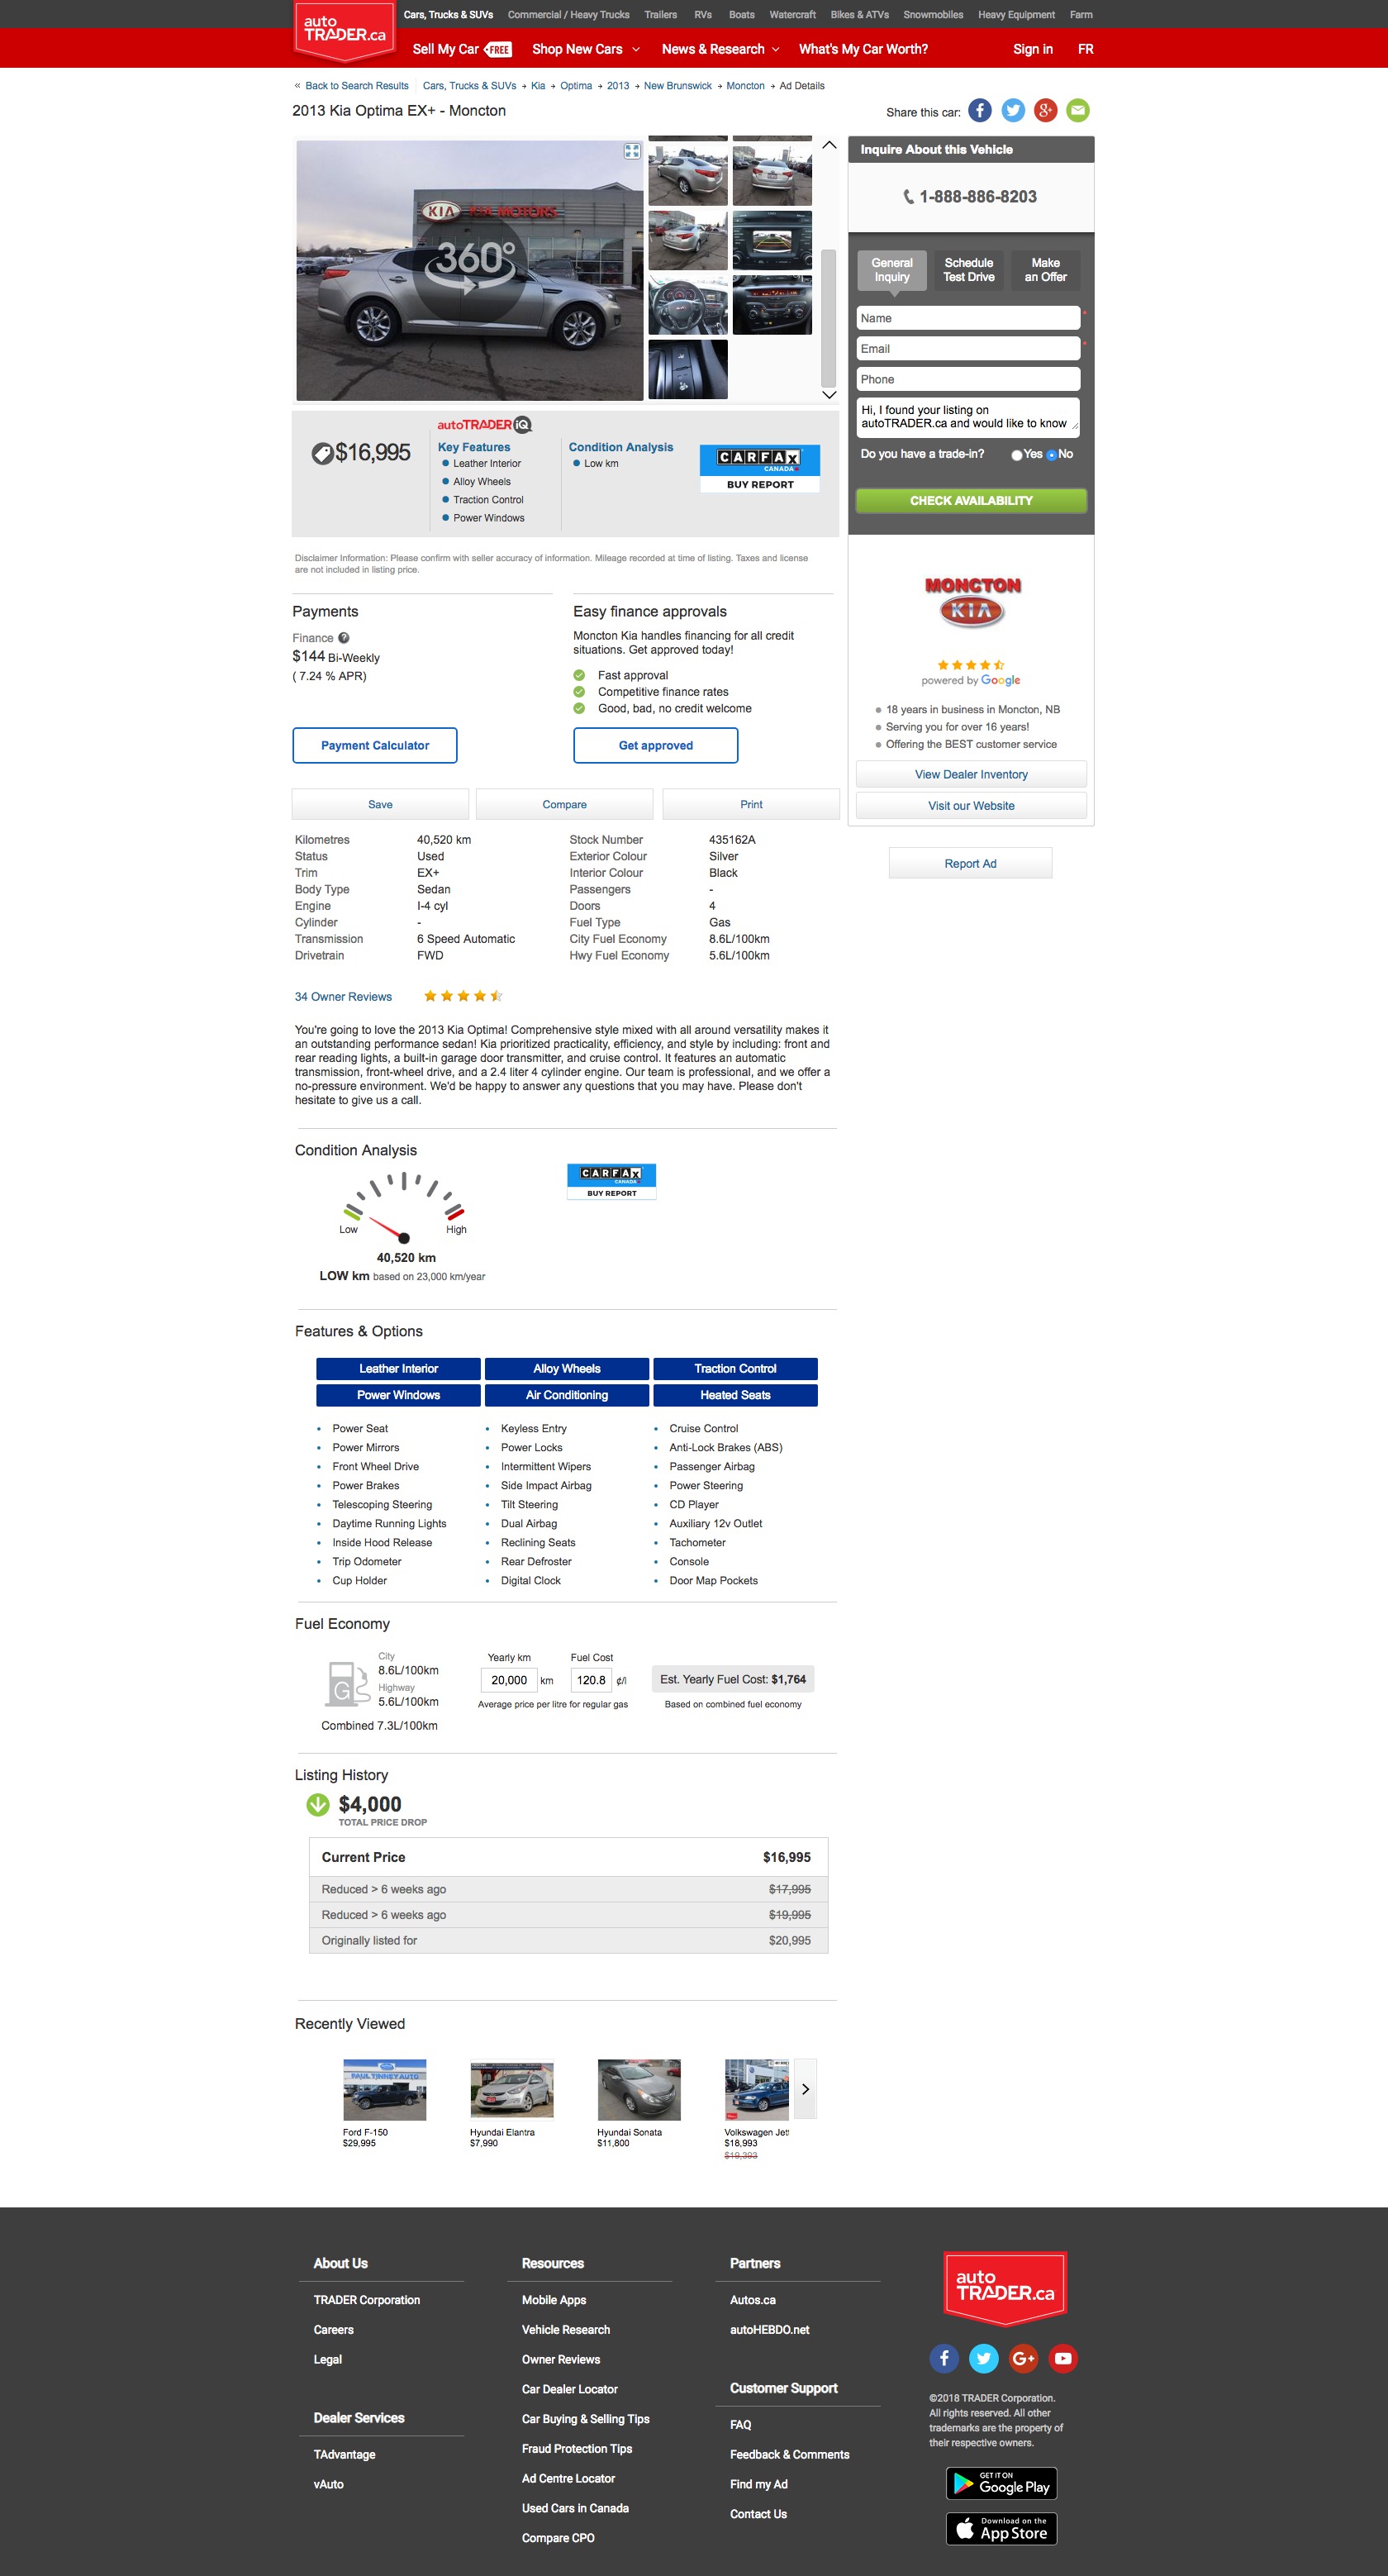 auto
TRADER.ca
Cars, Trucks & SUVs Commercial / Heavy Trucks Trailers RVs Boats Watercraft Bikes & ATVs Snowmobiles Heavy Equipment Farm
Sell My Car FREE Shop New Cars News & Research What's My Car Worth? Sign in FR
« Back to Search Results Cars, Trucks & SUVs → Kia → Optima → 2013 → New Brunswick → Moncton → Ad Details
2013 Kia Optima EX+ - Moncton
Share this car:
KIA KIA MOTORS
360°
$16,995
autoTRADER iQ
Key Features
Leather Interior
Alloy Wheels
Traction Control
Power Windows
Condition Analysis
Low km
CARFAX
CANADA
BUY REPORT
Disclaimer Information: Please confirm with seller accuracy of information. Mileage recorded at time of listing. Taxes and license
are not included in listing price.
Payments
Finance ?
$144 Bi-Weekly
( 7.24 % APR)
Payment Calculator
Easy finance approvals
Moncton Kia handles financing for all credit
situations. Get approved today!
Fast approval
Competitive finance rates
Good, bad, no credit welcome
Get approved
Save Compare Print
Inquire About this Vehicle
1-888-886-8203
General
Inquiry
Schedule
Test Drive
Make
an Offer
Name *
Email *
Phone
Hi, I found your listing on
autoTRADER.ca and would like to know
Do you have a trade-in? Yes No
CHECK AVAILABILITY
MONCTON
KIA
powered by Google
18 years in business in Moncton, NB
Serving you for over 16 years!
Offering the BEST customer service
View Dealer Inventory
Visit our Website
Report Ad
Kilometres 40,520 km Stock Number 435162A
Status Used Exterior Colour Silver
Trim EX+ Interior Colour Black
Body Type Sedan Passengers -
Engine I-4 cyl Doors 4
Cylinder - Fuel Type Gas
Transmission 6 Speed Automatic City Fuel Economy 8.6L/100km
Drivetrain FWD Hwy Fuel Economy 5.6L/100km
34 Owner Reviews
You're going to love the 2013 Kia Optima! Comprehensive style mixed with all around versatility makes it
an outstanding performance sedan! Kia prioritized practicality, efficiency, and style by including: front and
rear reading lights, a built-in garage door transmitter, and cruise control. It features an automatic
transmission, front-wheel drive, and a 2.4 liter 4 cylinder engine. Our team is professional, and we offer a
no-pressure environment. We'd be happy to answer any questions that you may have. Please don't
hesitate to give us a call.
Condition Analysis
Low High
40,520 km
LOW km based on 23,000 km/year
CARFAX
CANADA
BUY REPORT
Features & Options
Leather Interior Alloy Wheels Traction Control
Power Windows Air Conditioning Heated Seats
Power Seat Keyless Entry Cruise Control
Power Mirrors Power Locks Anti-Lock Brakes (ABS)
Front Wheel Drive Intermittent Wipers Passenger Airbag
Power Brakes Side Impact Airbag Power Steering
Telescoping Steering Tilt Steering CD Player
Daytime Running Lights Dual Airbag Auxiliary 12v Outlet
Inside Hood Release Reclining Seats Tachometer
Trip Odometer Rear Defroster Console
Cup Holder Digital Clock Door Map Pockets
Fuel Economy
G
City
8.6L/100km
Highway
5.6L/100km
Combined 7.3L/100km
Yearly km Fuel Cost
20,000 km 120.8 ¢/l
Average price per litre for regular gas
Est. Yearly Fuel Cost: $1,764
Based on combined fuel economy
Listing History
$4,000
TOTAL PRICE DROP
Current Price $16,995
Reduced > 6 weeks ago $17,995
Reduced > 6 weeks ago $19,995
Originally listed for $20,995
Recently Viewed
PAUL TINNEY AUTO
Ford F-150
$29,995
Hyundai Elantra
$7,990
Hyundai Sonata
$11,800
Volkswagen Jett
$18,993
$19,393
About Us
TRADER Corporation
Careers
Legal
Dealer Services
TAdvantage
vAuto
Resources
Mobile Apps
Vehicle Research
Owner Reviews
Car Dealer Locator
Car Buying & Selling Tips
Fraud Protection Tips
Ad Centre Locator
Used Cars in Canada
Compare CPO
Partners
Autos.ca
autoHEBDO.net
Customer Support
FAQ
Feedback & Comments
Find my Ad
Contact Us
auto
TRADER.ca
©2018 TRADER Corporation.
All rights reserved. All other
trademarks are the property of
their respective owners.
GET IT ON
Google Play
Download on the
App Store